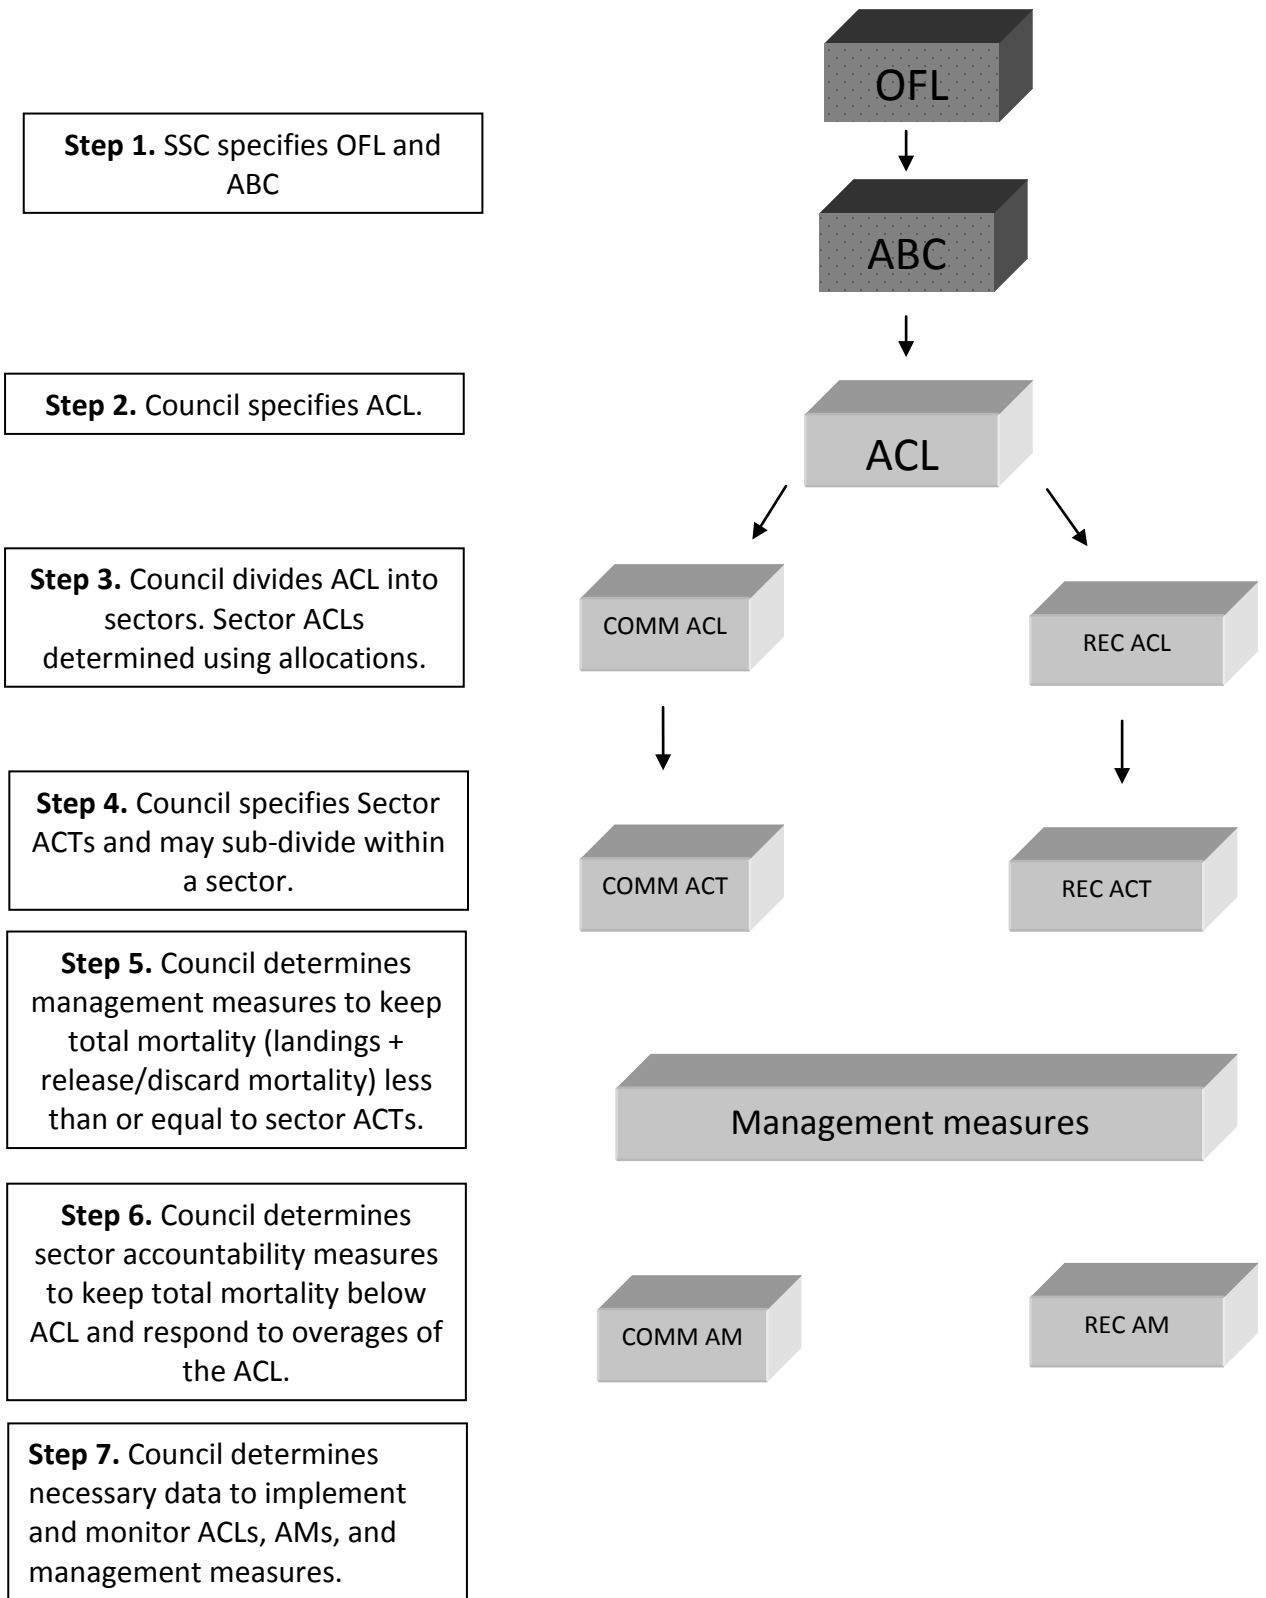 OFL
Step 1. SSC specifies OFL and
ABC
ABC
Step 2. Council specifies ACL.
ACL
Step 3. Council divides ACL into
sectors. Sector ACLs
determined using allocations.
COMM ACL
REC ACL
Step 4. Council specifies Sector
ACTs and may sub-divide within
a sector.
COMM ACT
REC ACT
Step 5. Council determines
management measures to keep
total mortality (landings +
release/discard mortality) less
than or equal to sector ACTs.
Management measures
Step 6. Council determines
sector accountability measures
to keep total mortality below
ACL and respond to overages of
the ACL.
COMM AM
REC AM
Step 7. Council determines
necessary data to implement
and monitor ACLs, AMs, and
management measures.